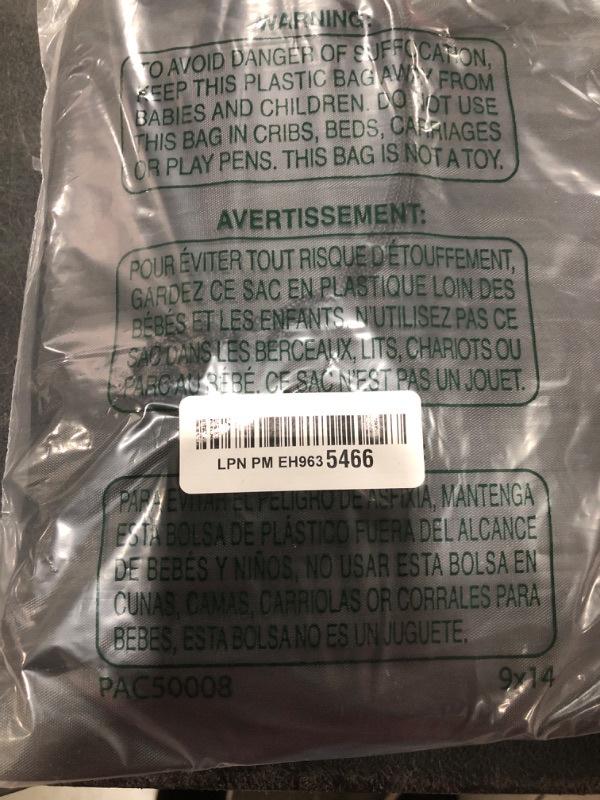 WARNING:
TO AVOID DANGER OF SUFFOCATION,
KEEP THIS PLASTIC BAG AWAY FROM
BABIES AND CHILDREN. DO NOT USE
THIS BAG IN CRIBS, BEDS, CARRIAGES
OR PLAY PENS. THIS BAG IS NOT A TOY.
AVERTISSEMENT:
POUR ÉVITER TOUT RISQUE D'ÉTOUFFEMENT,
GARDEZ CE SAC EN PLASTIQUE LOIN DES
BÉBÉS ET LES ENFANTS. N'UTILISEZ PAS CE
SAC DANS LES BERCEAUX, LITS, CHARIOTS OU
PARC AU BÉBÉ. CE SAC N'EST PAS UN JOUET.
LPN PM EH963 5466
PARA EVITAR EL PELIGRO DE ASFIXIA, MANTENGA
ESTA BOLSA DE PLÁSTICO FUERA DEL ALCANCE
DE BEBÉS Y NIÑOS, NO USAR ESTA BOLSA EN
CUNAS, CAMAS, CARRIOLAS OR CORRALES PARA
BEBES, ESTA BOLSA NO ES UN JUGUETE.
PAC50008
9x14